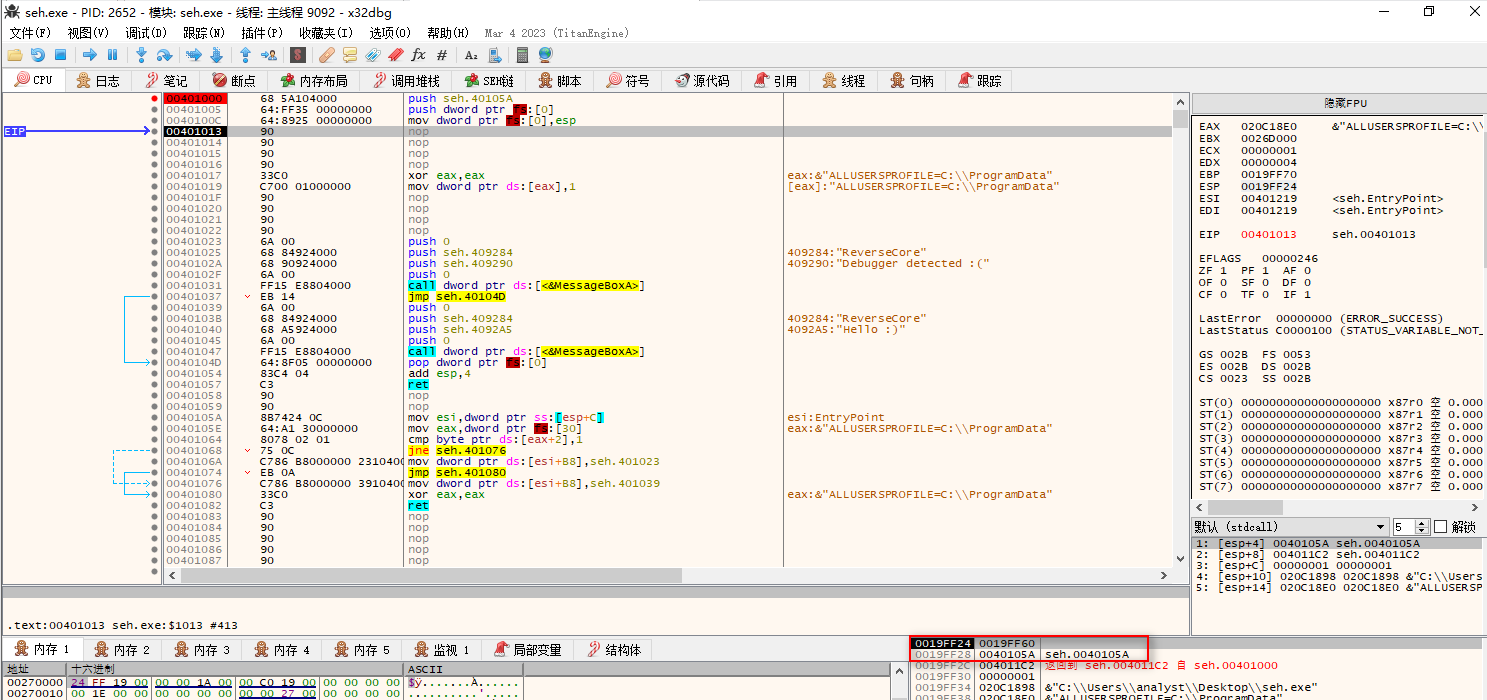 seh.exe - PID: 2652 - 模块: seh.exe - 线程: 主线程 9092 - x32dbg
文件(F) 视图(V) 调试(D) 跟踪(N) 插件(P) 收藏夹(I) 选项(O) 帮助(H) Mar 4 2023 (TitanEngine)
CPU 日志 笔记 断点 内存布局 调用堆栈 SEH链 脚本 符号 源代码 引用 线程 句柄 跟踪
EIP
00401000 68 5A104000 push seh.40105A
00401005 64:FF35 00000000 push dword ptr fs:[0]
0040100C 64:8925 00000000 mov dword ptr fs:[0],esp
00401013 90 nop
00401014 90 nop
00401015 90 nop
00401016 90 nop
00401017 33C0 xor eax,eax eax:&"ALLUSERSPROFILE=C:\\ProgramData"
00401019 C700 01000000 mov dword ptr ds:[eax],1 [eax]:"ALLUSERSPROFILE=C:\\ProgramData"
0040101F 90 nop
00401020 90 nop
00401021 90 nop
00401022 90 nop
00401023 6A 00 push 0
00401025 68 84924000 push seh.409284 409284:"ReverseCore"
0040102A 68 90924000 push seh.409290 409290:"Debugger detected :("
0040102F 6A 00 push 0
00401031 FF15 E8804000 call dword ptr ds:[<&MessageBoxA>]
00401037 EB 14 jmp seh.40104D
0040103B 6A 00 push 0
0040103B 68 84924000 push seh.409284 409284:"ReverseCore"
00401040 68 A5924000 push seh.4092A5 4092A5:"Hello :)"
00401045 6A 00 push 0
00401047 FF15 E8804000 call dword ptr ds:[<&MessageBoxA>]
0040104D 64:8F05 00000000 pop dword ptr fs:[0]
00401054 83C4 04 add esp,4
00401057 C3 ret
00401058 90 nop
00401059 90 nop
0040105A 8B7424 0C mov esi,dword ptr ss:[esp+C] esi:EntryPoint
0040105E 64:A1 30000000 mov eax,dword ptr fs:[30] eax:&"ALLUSERSPROFILE=C:\\ProgramData"
00401064 8078 02 01 cmp byte ptr ds:[eax+2],1
00401068 75 0C jne seh.401076
0040106A C786 B8000000 231040 mov dword ptr ds:[esi+B8],seh.401023
00401074 EB 0A jmp seh.401080
00401076 C786 B8000000 391040 mov dword ptr ds:[esi+B8],seh.401039
00401080 33C0 xor eax,eax eax:&"ALLUSERSPROFILE=C:\\ProgramData"
00401082 C3 ret
00401083 90 nop
00401084 90 nop
00401085 90 nop
00401086 90 nop
00401087 90 nop
.text:00401013 seh.exe:$1013 #413
隐藏FPU
EAX 020C18E0 &"ALLUSERSPROFILE=C:\\
EBX 0026D000
ECX 00000001
EDX 00000004
EBP 0019FF70
ESP 0019FF24
ESI 00401219 <seh.EntryPoint>
EDI 00401219 <seh.EntryPoint>
EIP 00401013 seh.00401013
EFLAGS 00000246
ZF 1 PF 1 AF 0
OF 0 SF 0 DF 0
CF 0 TF 0 IF 1
LastError 00000000 (ERROR_SUCCESS)
LastStatus C0000100 (STATUS_VARIABLE_NOT_
GS 002B FS 0053
ES 002B DS 002B
CS 0023 SS 002B
ST(0) 00000000000000000000 x87r0 空 0.000
ST(1) 00000000000000000000 x87r1 空 0.000
ST(2) 00000000000000000000 x87r2 空 0.000
ST(3) 00000000000000000000 x87r3 空 0.000
ST(4) 00000000000000000000 x87r4 空 0.000
ST(5) 00000000000000000000 x87r5 空 0.000
ST(6) 00000000000000000000 x87r6 空 0.000
ST(7) 00000000000000000000 x87r7 空 0.000
默认 (stdcall) 5 解锁
1: [esp+4] 0040105A seh.0040105A
2: [esp+8] 004011C2 seh.004011C2
3: [esp+C] 00000001 00000001
4: [esp+10] 020C1898 020C1898 &"C:\\Users
5: [esp+14] 020C18E0 020C18E0 &"ALLUSERSP
内存 1 内存 2 内存 3 内存 4 内存 5 监视 1 局部变量 结构体
地址 十六进制 ASCII
00270000 24 FF 19 00 00 00 1A 00 00 C0 19 00 00 00 00 00 $ÿ.......À......
00270010 00 1E 00 00 00 00 00 00 00 00 27 00 00 00 00 00 ..........'.....
0019FF24 0019FF60
0019FF28 0040105A seh.0040105A
0019FF2C 004011C2 返回到 seh.004011C2 自 seh.00401000
0019FF30 00000001
0019FF34 020C1898 &"C:\\Users\\analyst\\Desktop\\seh.exe"
0019FF38 020C18E0 &"ALLUSERSPROFILE=C:\\ProgramData"